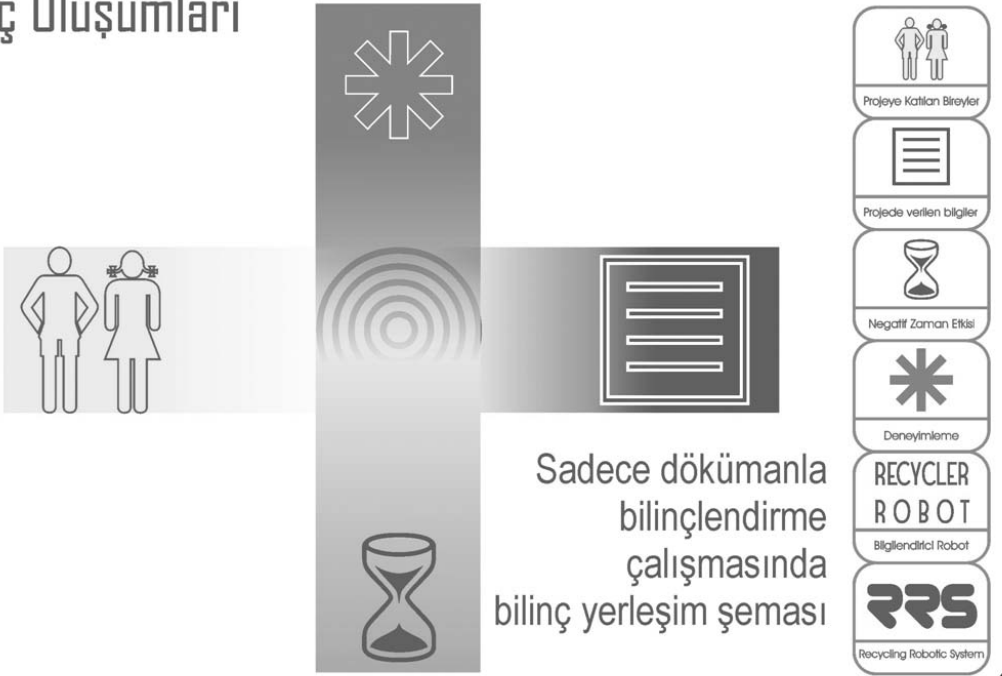 ç Oluşumları
Projeye Katılan Bireyler
Projede verilen bilgiler
Negatif Zaman Etkisi
Deneyimleme
RECYCLER
ROBOT
Bilgilendirici Robot
RRS
Recycling Robotic System
Sadece dökümanla
bilinçlendirme
çalışmasında
bilinç yerleşim şeması